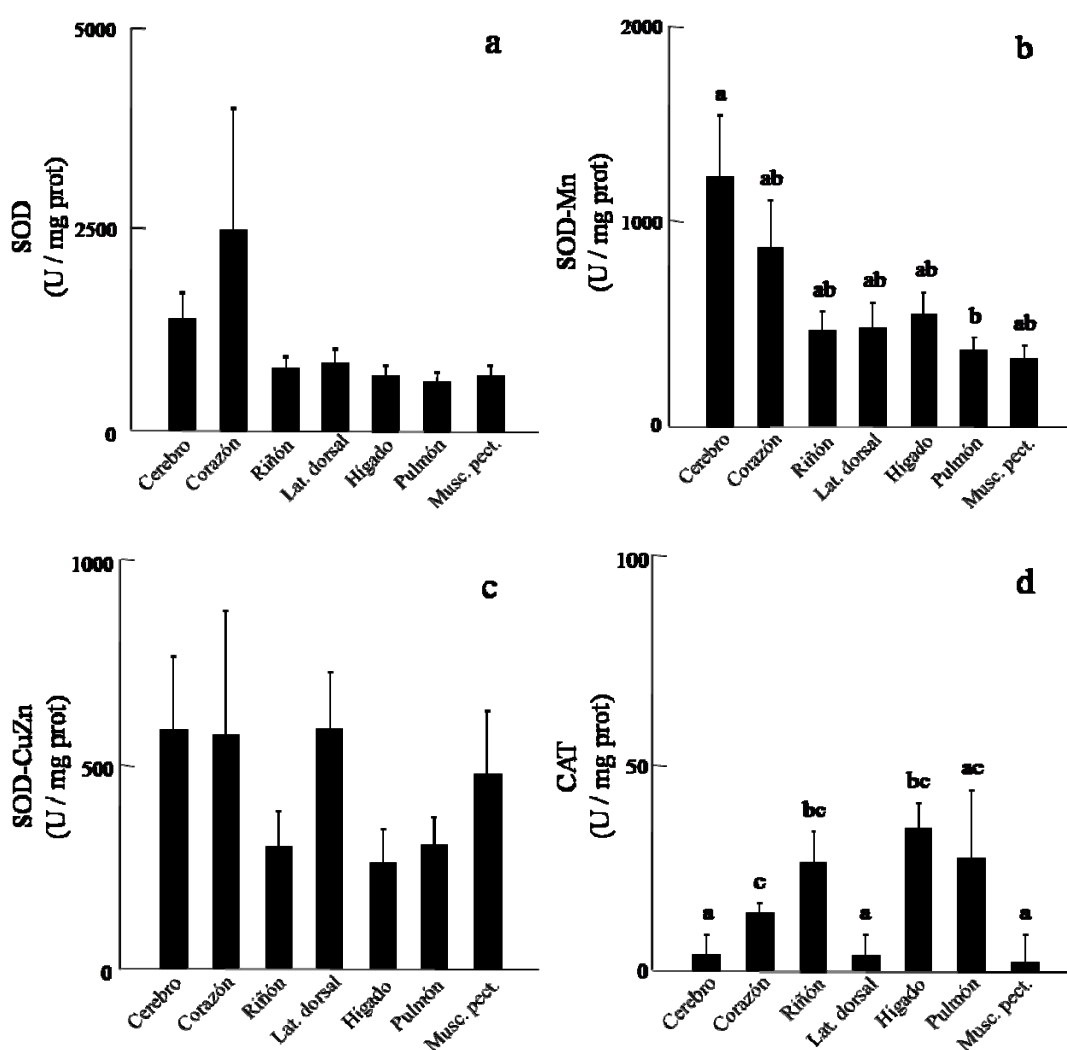 5000
a
SOD
(U / mg prot)
2500
0
Cerebro
Corazón
Riñón
Lat. dorsal
Hígado
Pulmón
Musc. pect.
2000
b
a
SOD-Mn
(U / mg prot)
ab
1000
ab
ab
ab
b
ab
0
Cerebro
Corazón
Riñón
Lat. dorsal
Hígado
Pulmón
Musc. pect.
1000
c
SOD-CuZn
(U / mg prot)
500
0
Cerebro
Corazón
Riñón
Lat. dorsal
Hígado
Pulmón
Musc. pect.
100
d
CAT
(U / mg prot)
50
a
c
bc
a
bc
ac
a
0
Cerebro
Corazón
Riñón
Lat. dorsal
Hígado
Pulmón
Musc. pect.